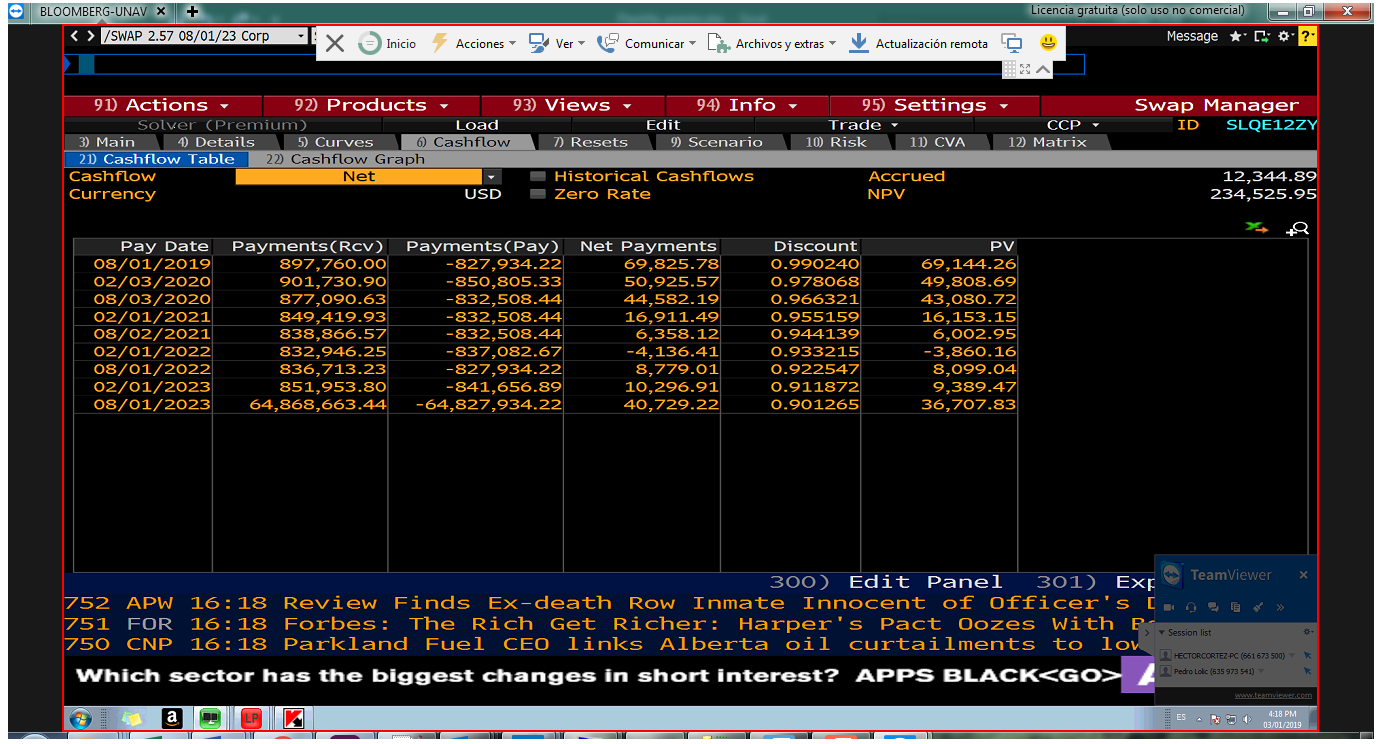 BLOOMBERG-UNAV × + Licencia gratuita (solo uso no comercial)
/SWAP 2.57 08/01/23 Corp Inicio Acciones Ver Comunicar Archivos y extras Actualización remota Message ?
91) Actions 92) Products 93) Views 94) Info 95) Settings Swap Manager
Solver (Premium) Load Edit Trade CCP ID SLQE12ZY
3) Main 4) Details 5) Curves 6) Cashflow 7) Resets 9) Scenario 10) Risk 11) CVA 12) Matrix
21) Cashflow Table 22) Cashflow Graph
Cashflow Net Historical Cashflows Accrued 12,344.89
Currency USD Zero Rate NPV 234,525.95
Pay Date Payments(Rcv) Payments(Pay) Net Payments Discount PV
08/01/2019 897,760.00 -827,934.22 69,825.78 0.990240 69,144.26
02/03/2020 901,730.90 -850,805.33 50,925.57 0.978068 49,808.69
08/03/2020 877,090.63 -832,508.44 44,582.19 0.966321 43,080.72
02/01/2021 849,419.93 -832,508.44 16,911.49 0.955159 16,153.15
08/02/2021 838,866.57 -832,508.44 6,358.12 0.944139 6,002.95
02/01/2022 832,946.25 -837,082.67 -4,136.41 0.933215 -3,860.16
08/01/2022 836,713.23 -827,934.22 8,779.01 0.922547 8,099.04
02/01/2023 851,953.80 -841,656.89 10,296.91 0.911872 9,389.47
08/01/2023 64,868,663.44 -64,827,934.22 40,729.22 0.901265 36,707.83
300) Edit Panel 301) Exp
752 APW 16:18 Review Finds Ex-death Row Inmate Innocent of Officer's
751 FOR 16:18 Forbes: The Rich Get Richer: Harper's Pact Oozes With
750 CNP 16:18 Parkland Fuel CEO links Alberta oil curtailments to low
Which sector has the biggest changes in short interest? APPS BLACK<GO>
TeamViewer ×
Session list
HECTORCORTEZ-PC (661 673 500)
Pedro Lolic (635 973 541)
www.teamviewer.com
a LP K ES 4:18 PM
03/01/2019